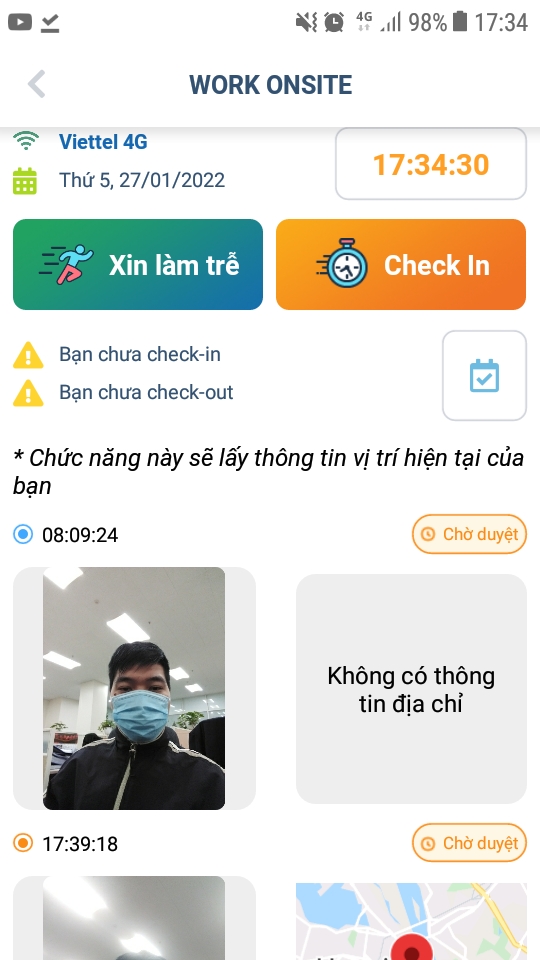 4G 98% 17:34
WORK ONSITE
Viettel 4G
17:34:30
Thứ 5, 27/01/2022
Xin làm trễ
Check In
Bạn chưa check-in
Bạn chưa check-out
* Chức năng này sẽ lấy thông tin vị trí hiện tại của
bạn
08:09:24
Chờ duyệt
Không có thông
tin địa chỉ
17:39:18
Chờ duyệt